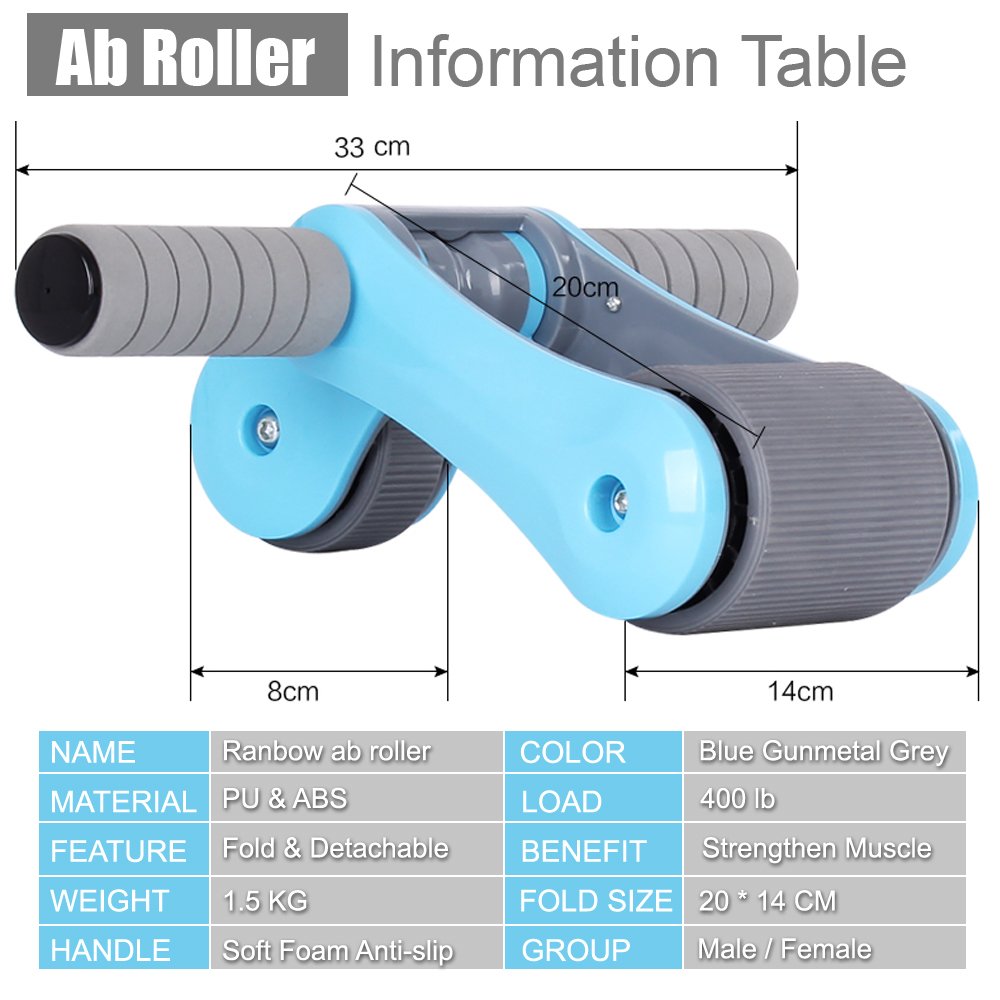 Ab Roller Information Table
33 cm
20cm
8cm
14cm
NAME Ranbow ab roller COLOR Blue Gunmetal Grey
MATERIAL PU & ABS LOAD 400 lb
FEATURE Fold & Detachable BENEFIT Strengthen Muscle
WEIGHT 1.5 KG FOLD SIZE 20 * 14 CM
HANDLE Soft Foam Anti-slip GROUP Male / Female